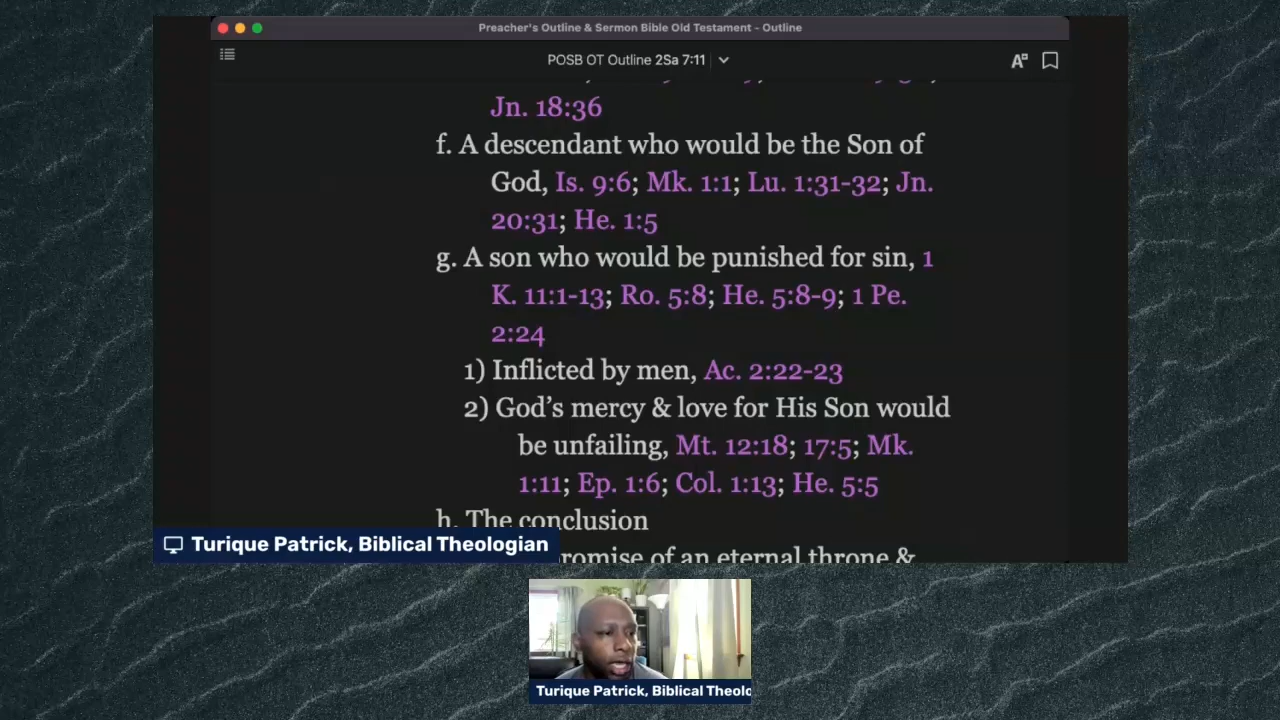 Preacher's Outline & Sermon Bible Old Testament - Outline
POSB OT Outline 2Sa 7:11
Jn. 18:36
f. A descendant who would be the Son of
God, Is. 9:6; Mk. 1:1; Lu. 1:31-32; Jn.
20:31; He. 1:5
g. A son who would be punished for sin, 1
K. 11:1-13; Ro. 5:8; He. 5:8-9; 1 Pe.
2:24
1) Inflicted by men, Ac. 2:22-23
2) God’s mercy & love for His Son would
be unfailing, Mt. 12:18; 17:5; Mk.
1:11; Ep. 1:6; Col. 1:13; He. 5:5
h. The conclusion
romise of an eternal throne &
Turique Patrick, Biblical Theologian
Turique Patrick, Biblical Theolo